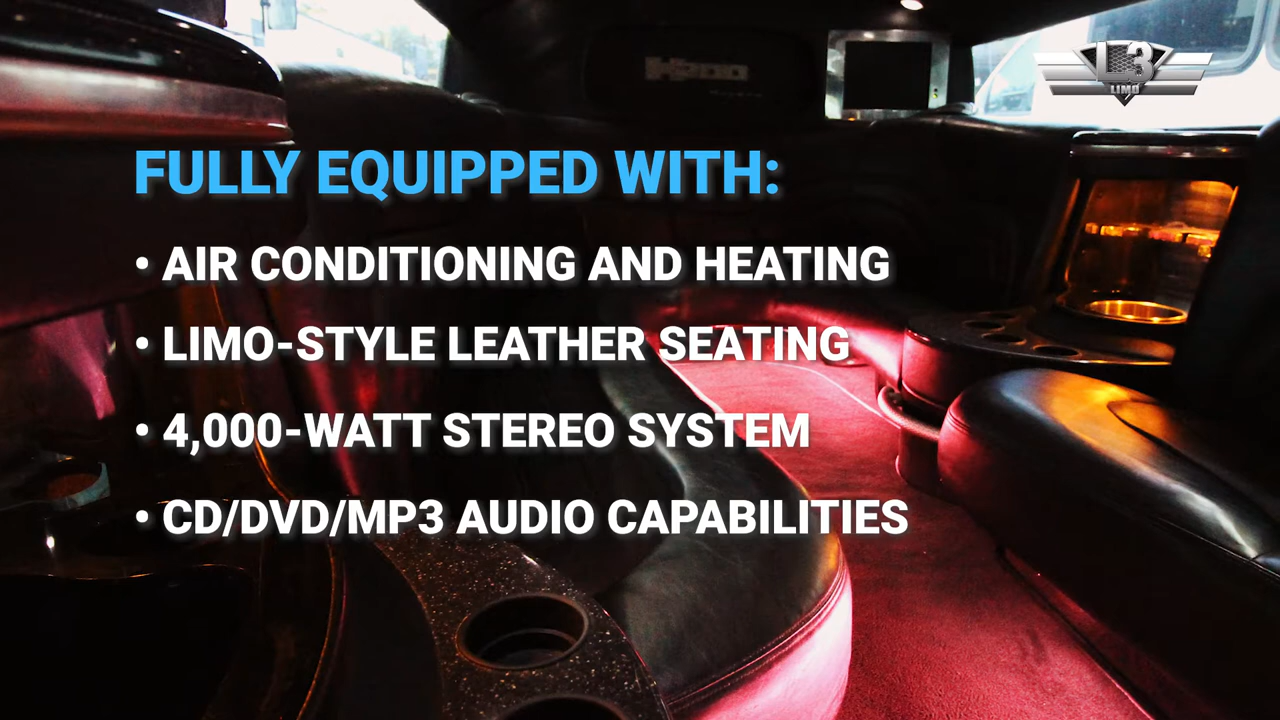 L3
LIMO
FULLY EQUIPPED WITH:
• AIR CONDITIONING AND HEATING
• LIMO-STYLE LEATHER SEATING
• 4,000-WATT STEREO SYSTEM
• CD/DVD/MP3 AUDIO CAPABILITIES